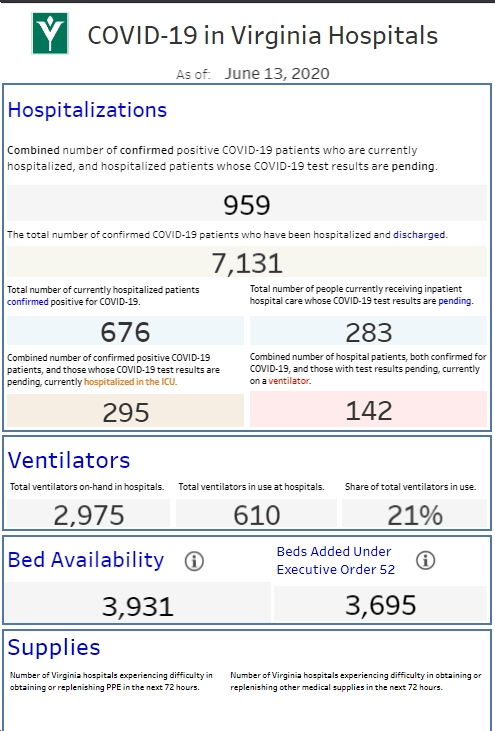 COVID-19 in Virginia Hospitals
As of: June 13, 2020
Hospitalizations
Combined number of confirmed positive COVID-19 patients who are currently
hospitalized, and hospitalized patients whose COVID-19 test results are pending.
959
The total number of confirmed COVID-19 patients who have been hospitalized and discharged.
7,131
Total number of currently hospitalized patients
confirmed positive for COVID-19.
676
Total number of people currently receiving inpatient
hospital care whose COVID-19 test results are pending.
283
Combined number of confirmed positive COVID-19
patients, and those whose COVID-19 test results are
pending, currently hospitalized in the ICU.
295
Combined number of hospital patients, both confirmed for
COVID-19, and those with test results pending, currently
on a ventilator.
142
Ventilators
Total ventilators on-hand in hospitals.
2,975
Total ventilators in use at hospitals.
610
Share of total ventilators in use.
21%
Bed Availability
3,931
Beds Added Under
Executive Order 52
3,695
Supplies
Number of Virginia hospitals experiencing difficulty in
obtaining or replenishing PPE in the next 72 hours.
Number of Virginia hospitals experiencing difficulty in obtaining or
replenishing other medical supplies in the next 72 hours.